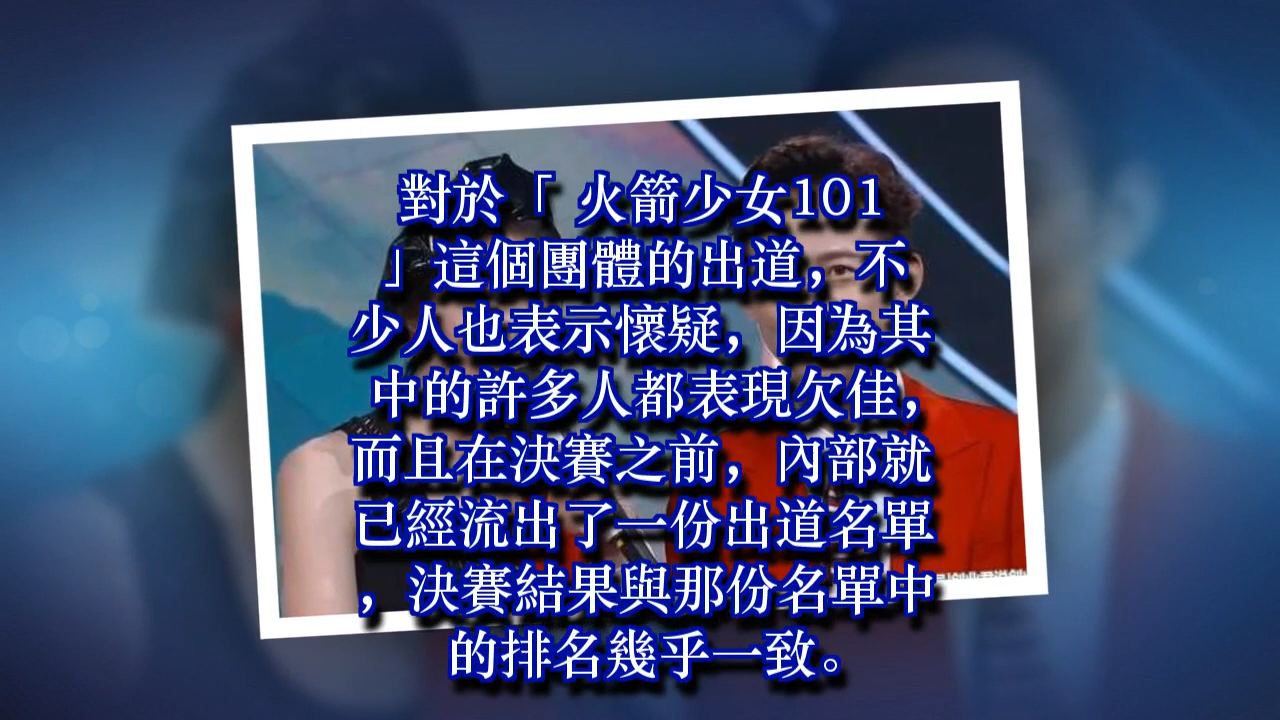 對於「 火箭少女101
」這個團體的出道，不
少人也表示懷疑，因為其
中的許多人都表現欠佳，
而且在決賽之前，內部就
已經流出了一份出道名單
，決賽結果與那份名單中
的排名幾乎一致。